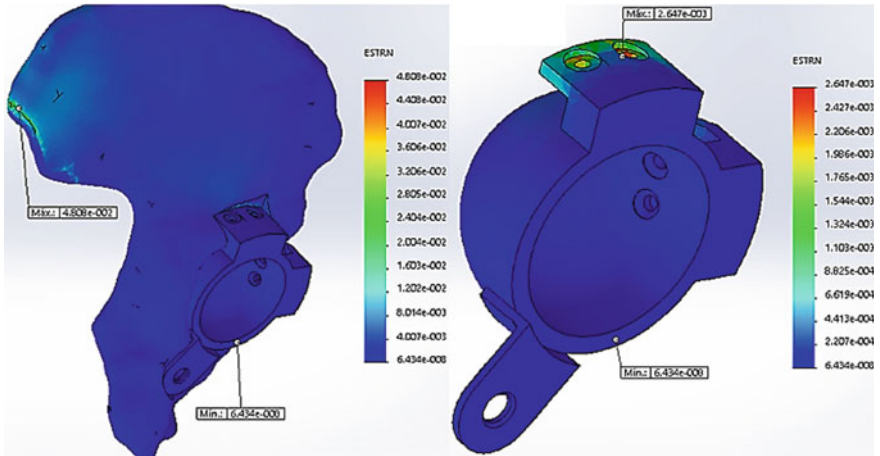 ESTRN
4.808e-002
4.408e-002
4.007e-002
3.606e-002
3.206e-002
2.805e-002
2.404e-002
2.004e-002
1.603e-002
1.202e-002
8.014e-003
4.007e-003
6.434e-008
Máx.: 4.808e-002
Mín.: 6.434e-008
Máx.: 2.647e-003
ESTRN
2.647e-003
2.427e-003
2.206e-003
1.986e-003
1.765e-003
1.544e-003
1.324e-003
1.103e-003
8.825e-004
6.619e-004
4.413e-004
2.207e-004
6.434e-008
Mín.: 6.434e-008